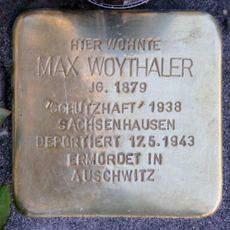 HIER WOHNTE
MAX WOYTHALER
JG. 1879
'SCHUTZHAFT' 1938
SACHSENHAUSEN
DEPORTIERT 17.5.1943
ERMORDET IN
AUSCHWITZ